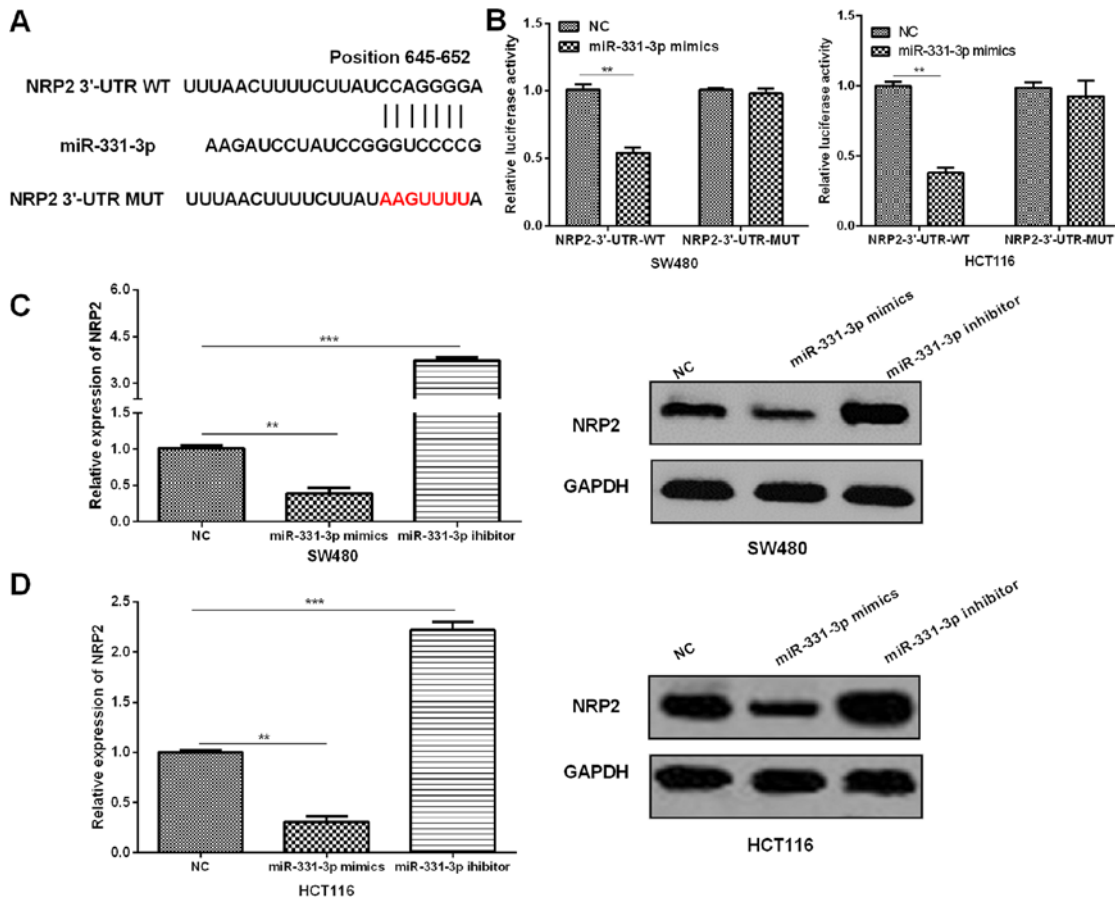 A
Position 645-652
NRP2 3'-UTR WT UUUAACUUUUCUUAUCCAGGGGA
miR-331-3p AAGAUCCUAUCCGGGUCCCCG
NRP2 3'-UTR MUT UUUAACUUUUCUUAUAAGUUUUA
B
Relative luciferase activity
1.5
1.0
0.5
0.0
NC
miR-331-3p mimics
**
NRP2-3'-UTR-WT NRP2-3'-UTR-MUT
SW480
Relative luciferase activity
1.5
1.0
0.5
0.0
NC
miR-331-3p mimics
**
NRP2-3'-UTR-WT NRP2-3'-UTR-MUT
HCT116
C
Relative expression of NRP2
6.0
4.5
3.0
1.5
1.0
0.5
0.0
***
**
NC miR-331-3p mimics miR-331-3p ihibitor
SW480
NC miR-331-3p mimics miR-331-3p inhibitor
NRP2
GAPDH
SW480
D
Relative expression of NRP2
2.5
2.0
1.5
1.0
0.5
0.0
***
**
NC miR-331-3p mimics miR-331-3p ihibitor
HCT116
NC miR-331-3p mimics miR-331-3p inhibitor
NRP2
GAPDH
HCT116